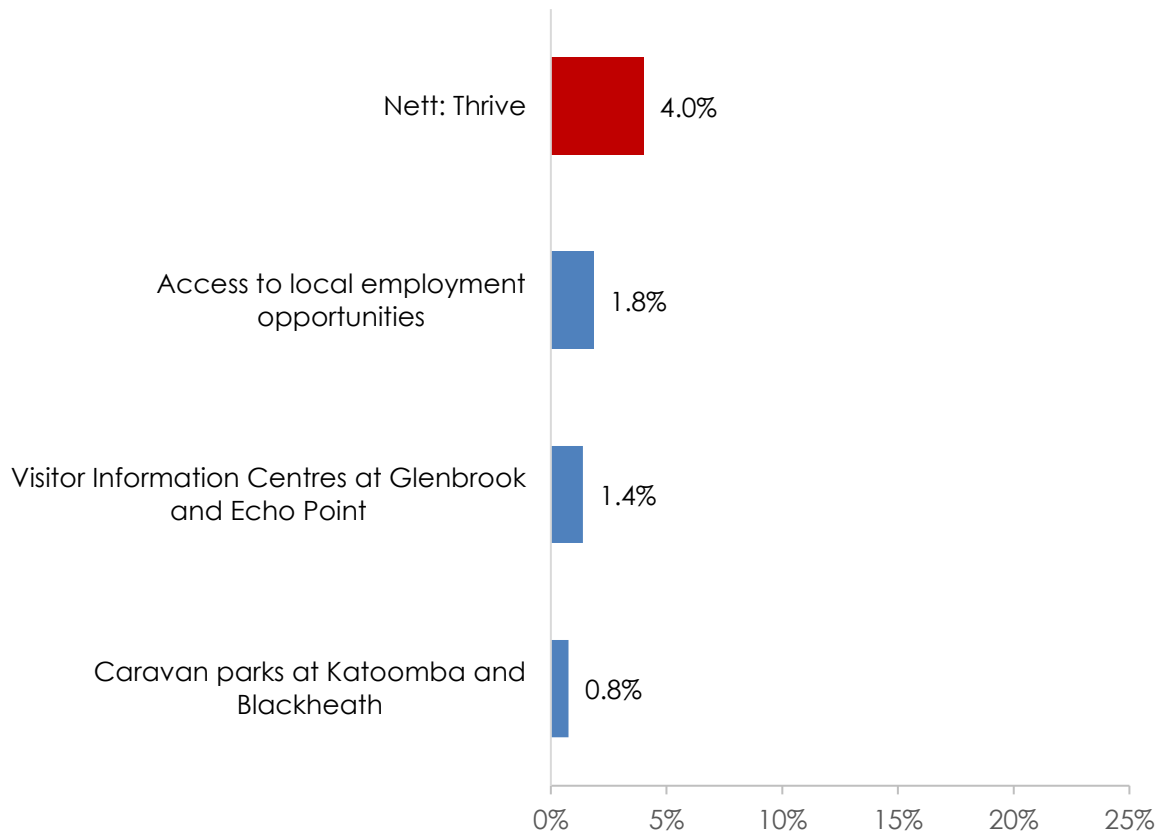 Nett: Thrive
4.0%
Access to local employment
opportunities
1.8%
Visitor Information Centres at Glenbrook
and Echo Point
1.4%
Caravan parks at Katoomba and
Blackheath
0.8%
0% 5% 10% 15% 20% 25%